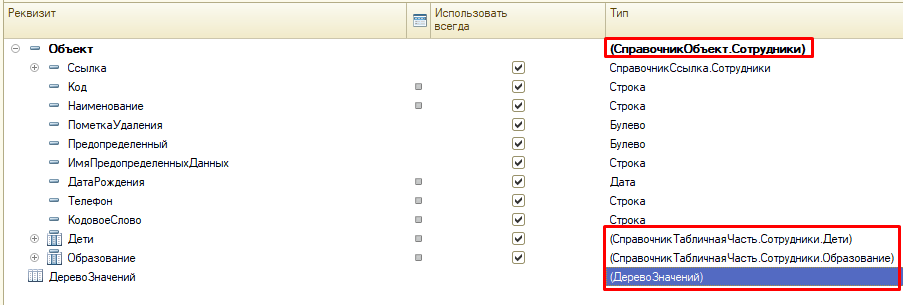 Реквизит Использовать всегда Тип
Объект (СправочникОбъект.Сотрудники)
Ссылка СправочникСсылка.Сотрудники
Код Строка
Наименование Строка
ПометкаУдаления Булево
Предопределенный Булево
ИмяПредопределенныхДанных Строка
ДатаРождения Дата
Телефон Строка
КодовоеСлово Строка
Дети (СправочникТабличнаяЧасть.Сотрудники.Дети)
Образование (СправочникТабличнаяЧасть.Сотрудники.Образование)
ДеревоЗначений (ДеревоЗначений)